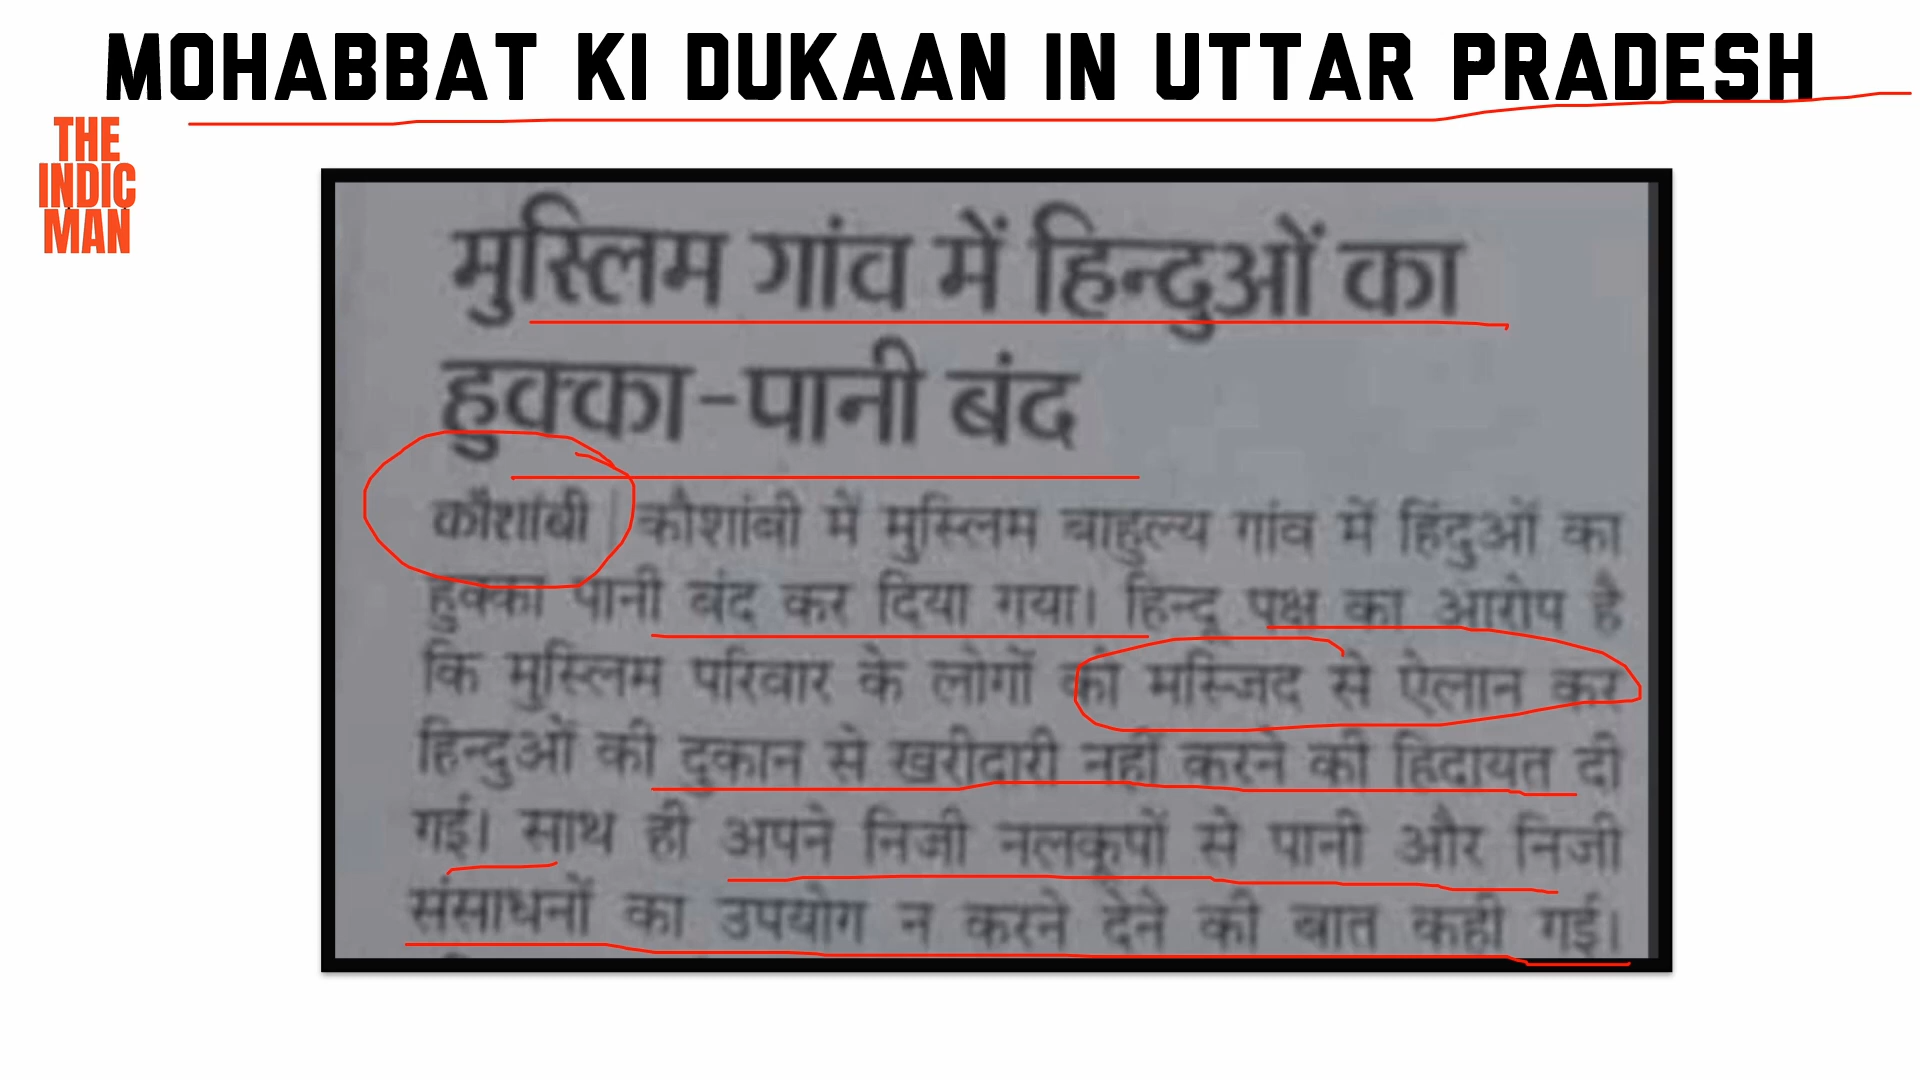 MOHABBAT KI DUKAAN IN UTTAR PRADESH
THE
INDIC
MAN
मुस्लिम गांव में हिन्दुओं का
हुक्का-पानी बंद
कौशांबी | कौशांबी में मुस्लिम बाहुल्य गांव में हिंदुओं का
हुक्का पानी बंद कर दिया गया। हिन्दू पक्ष का आरोप है
कि मुस्लिम परिवार के लोगों को मस्जिद से ऐलान कर
हिन्दुओं की दुकान से खरीदारी नहीं करने की हिदायत दी
गई। साथ ही अपने निजी नलकूपों से पानी और निजी
संसाधनों का उपयोग न करने देने की बात कही गई।